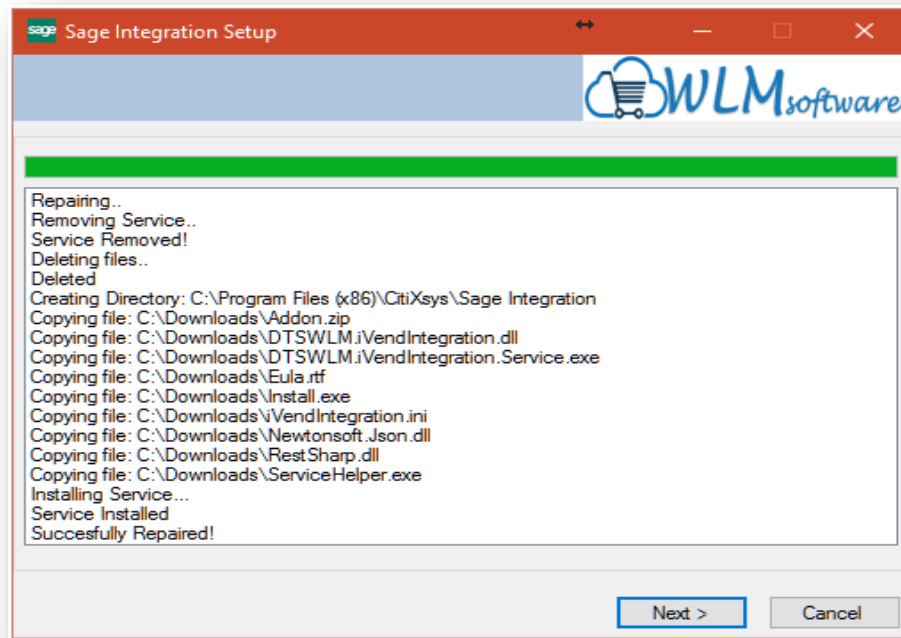 sage Sage Integration Setup
WLMsoftware
Repairing..
Removing Service..
Service Removed!
Deleting files..
Deleted
Creating Directory: C:\Program Files (x86)\CitiXsys\Sage Integration
Copying file: C:\Downloads\Addon.zip
Copying file: C:\Downloads\DTSWLM.iVendIntegration.dll
Copying file: C:\Downloads\DTSWLM.iVendIntegration.Service.exe
Copying file: C:\Downloads\Eula.rtf
Copying file: C:\Downloads\Install.exe
Copying file: C:\Downloads\iVendIntegration.ini
Copying file: C:\Downloads\Newtonsoft.Json.dll
Copying file: C:\Downloads\RestSharp.dll
Copying file: C:\Downloads\ServiceHelper.exe
Installing Service...
Service Installed
Succesfully Repaired!
Next > Cancel